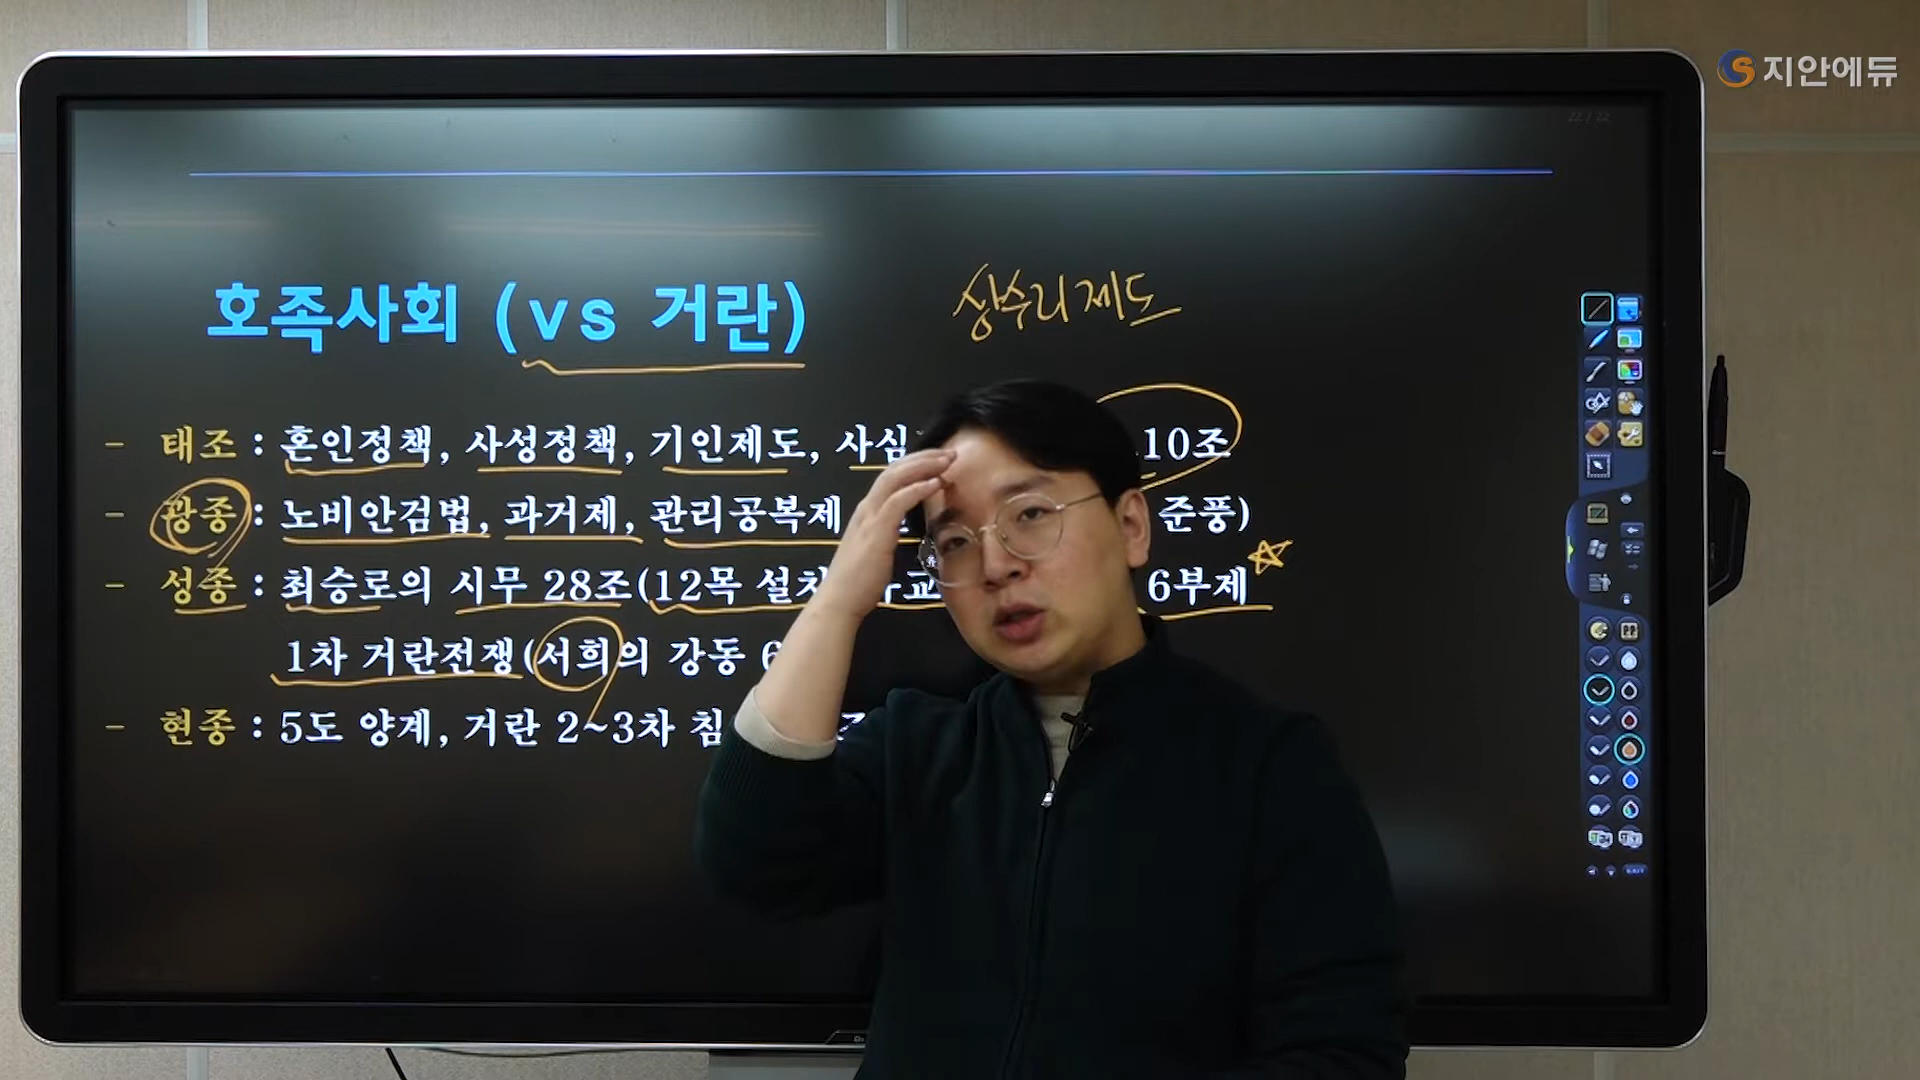 지안에듀
22 / 22
호족사회 (vs 거란)
상수리제도
- 태조 : 혼인정책, 사성정책, 기인제도, 사심 10조
- 광종 : 노비안검법, 과거제, 관리공복제 준풍)
- 성종 : 최승로의 시무 28조(12목 설치 6부제
1차 거란전쟁(서희의 강동 6
- 현종 : 5도 양계, 거란 2~3차 침